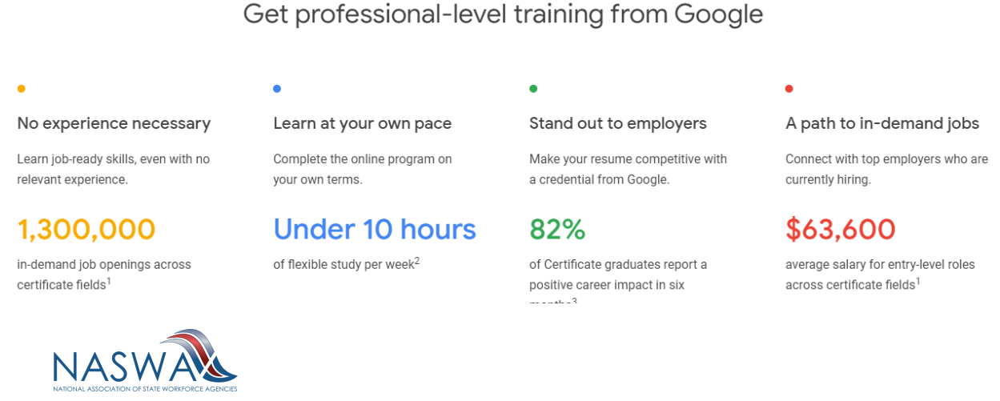 Get professional-level training from Google
No experience necessary
Learn job-ready skills, even with no
relevant experience.
1,300,000
in-demand job openings across
certificate fields1
Learn at your own pace
Complete the online program on
your own terms.
Under 10 hours
of flexible study per week2
Stand out to employers
Make your resume competitive with
a credential from Google.
82%
of Certificate graduates report a
positive career impact in six
months3
A path to in-demand jobs
Connect with top employers who are
currently hiring.
$63,600
average salary for entry-level roles
across certificate fields1
NASWA
NATIONAL ASSOCIATION OF STATE WORKFORCE AGENCIES